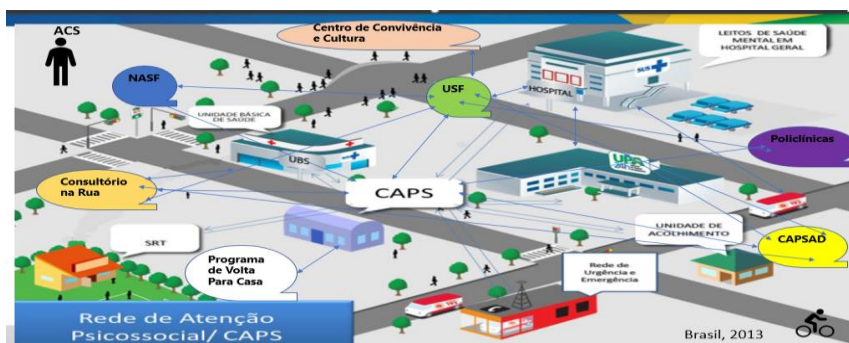 ACS
Centro de Convivência
e Cultura
LEITOS DE SAÚDE
MENTAL EM
HOSPITAL GERAL
NASF
USF
SUS
HOSPITAL
UNIDADE BÁSICA
DE SAÚDE
UBS
UPA
Policlínicas
Consultório
na Rua
CAPS
SRT
UNIDADE DE
ACOLHIMENTO
CAPSAD
Programa
de Volta
Para Casa
Rede de
Urgência e
Emergência
Rede de Atenção
Psicossocial/ CAPS
Brasil, 2013